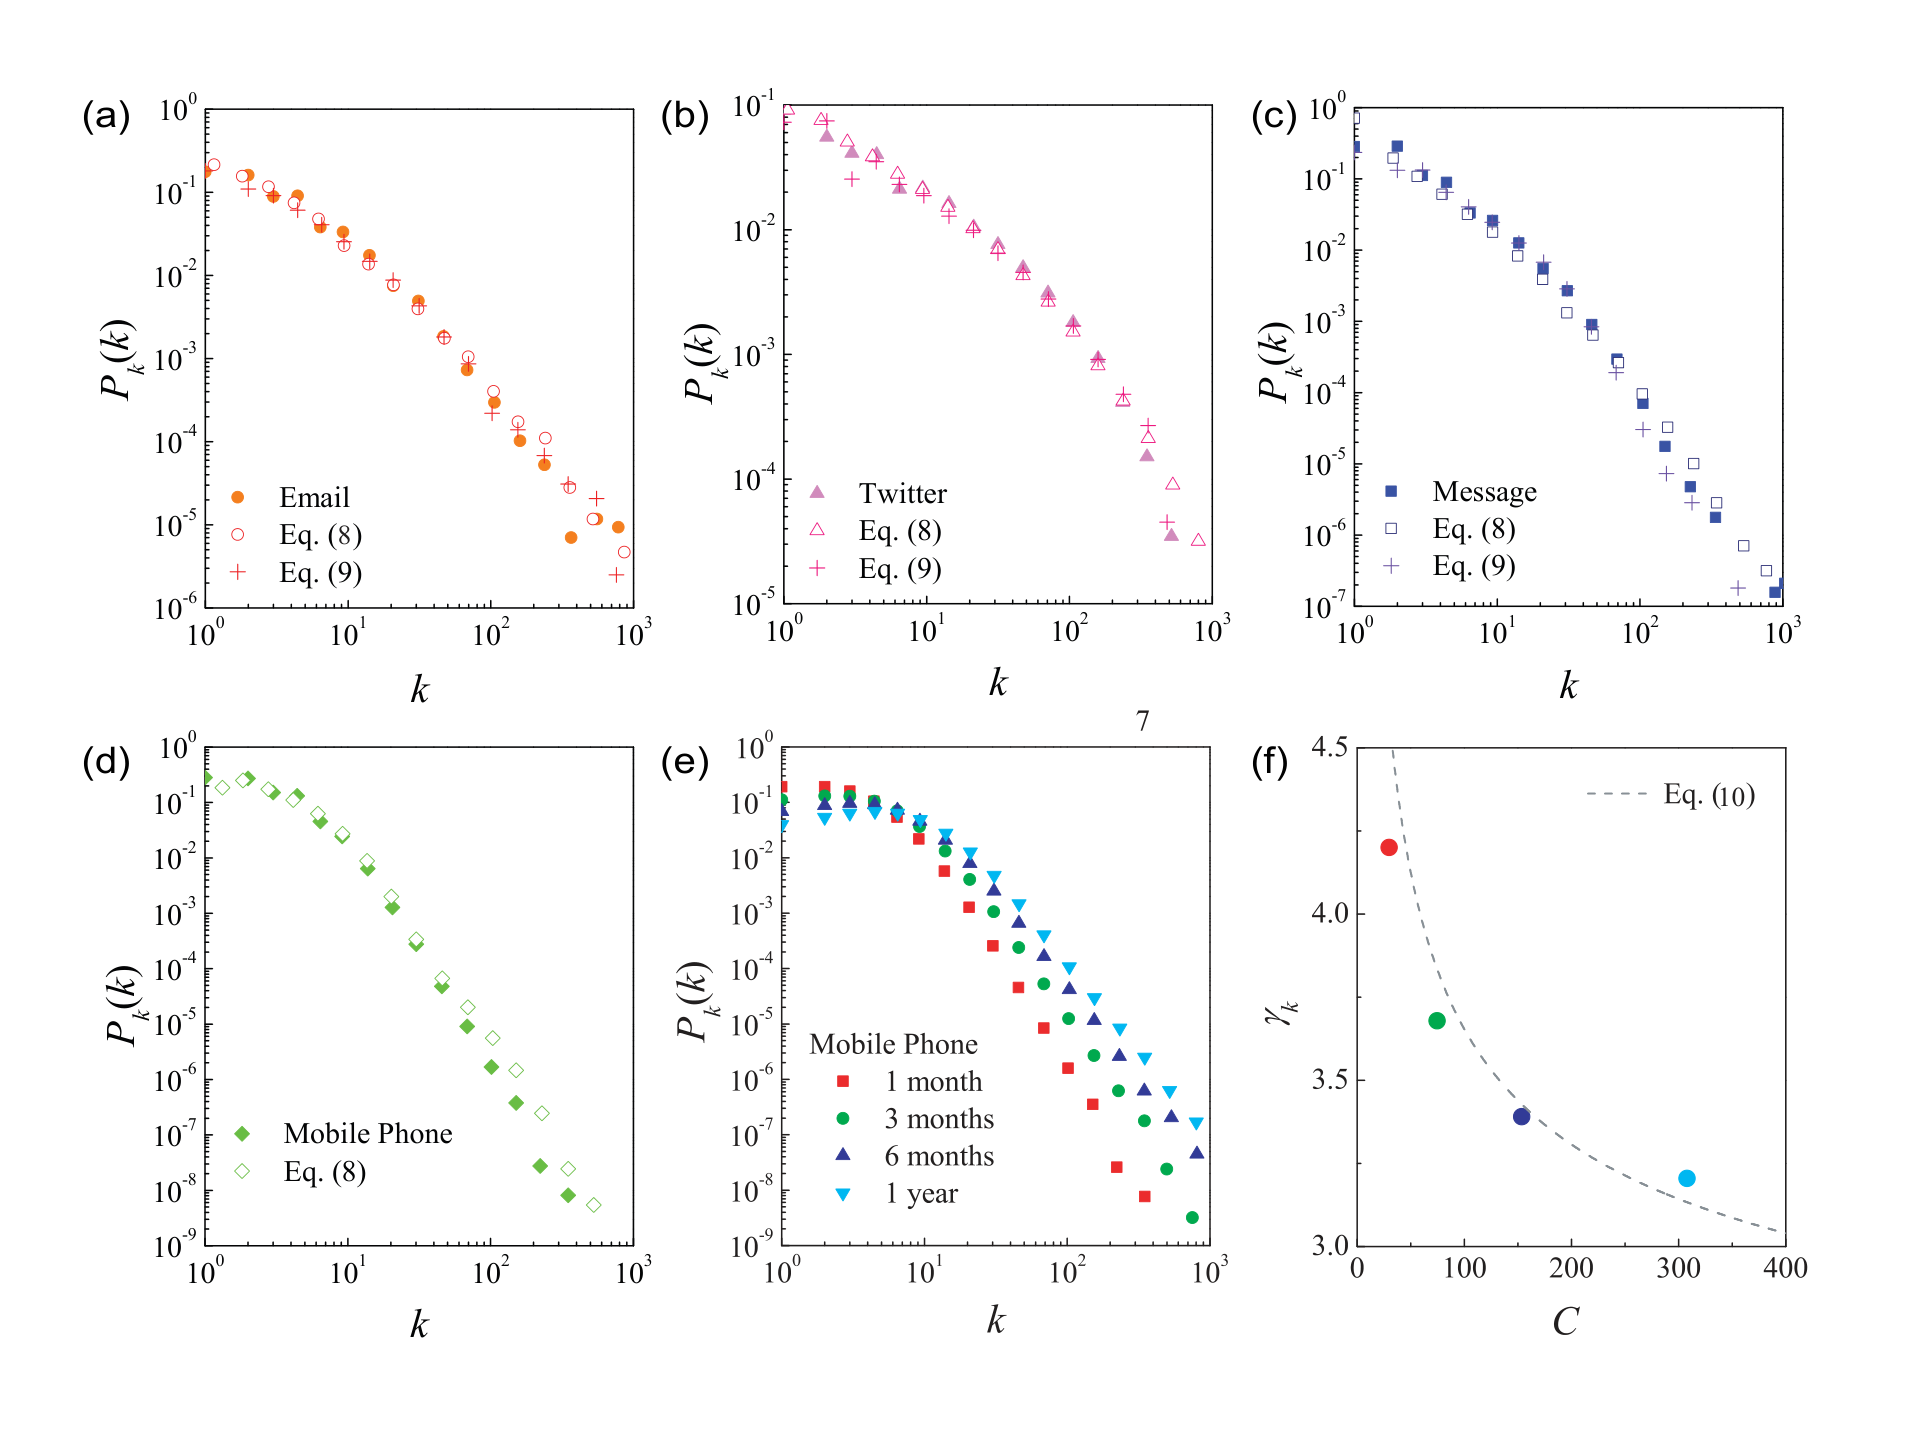 (a)
10^0
10^-1
10^-2
10^-3
10^-4
10^-5
10^-6
P_k(k)
Email
Eq. (8)
Eq. (9)
10^0 10^1 10^2 10^3
k
(b)
10^-1
10^-2
10^-3
10^-4
10^-5
P_k(k)
Twitter
Eq. (8)
Eq. (9)
10^0 10^1 10^2 10^3
k
(c)
10^0
10^-1
10^-2
10^-3
10^-4
10^-5
10^-6
10^-7
P_k(k)
Message
Eq. (8)
Eq. (9)
10^0 10^1 10^2 10^3
k
7
(d)
10^0
10^-1
10^-2
10^-3
10^-4
10^-5
10^-6
10^-7
10^-8
10^-9
P_k(k)
Mobile Phone
Eq. (8)
10^0 10^1 10^2 10^3
k
(e)
10^0
10^-1
10^-2
10^-3
10^-4
10^-5
10^-6
10^-7
10^-8
10^-9
P_k(k)
Mobile Phone
1 month
3 months
6 months
1 year
10^0 10^1 10^2 10^3
k
(f)
4.5
4.0
3.5
3.0
γ_k
Eq. (10)
0 100 200 300 400
C